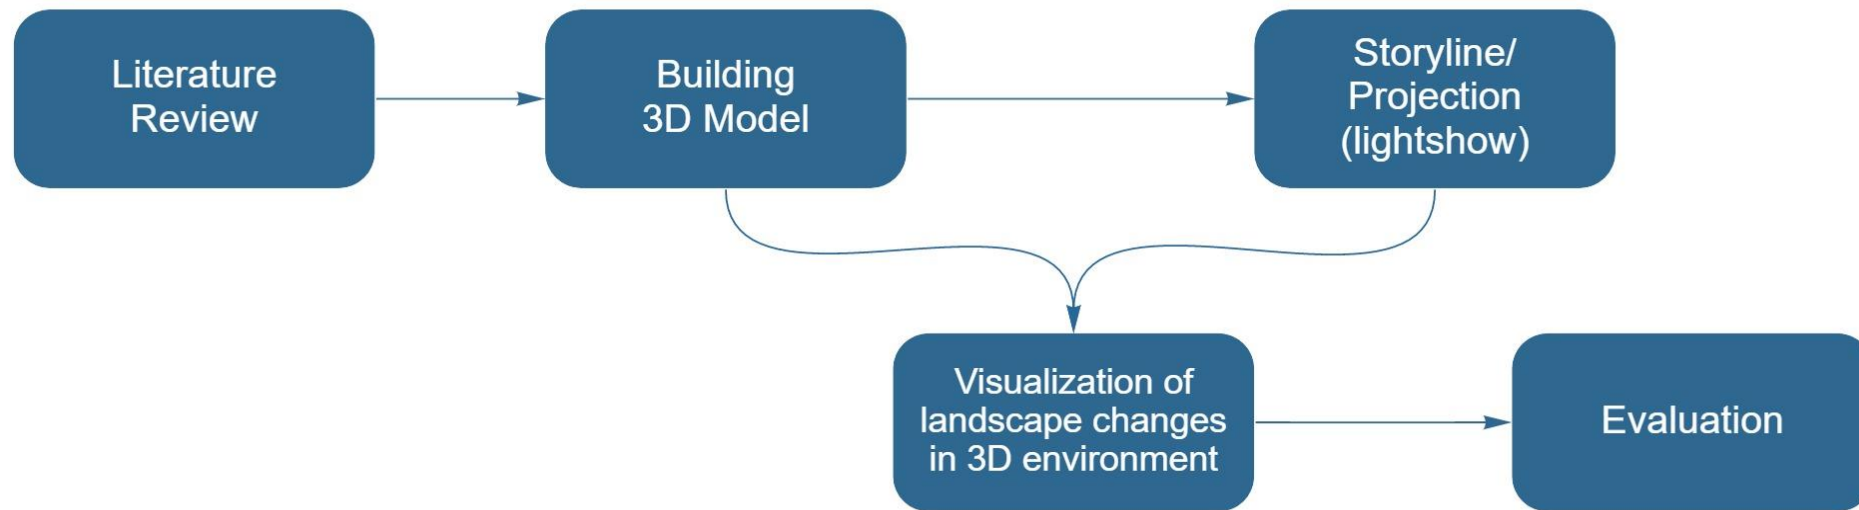 Literature
Review
Building
3D Model
Storyline/
Projection
(lightshow)
Visualization of
landscape changes
in 3D environment
Evaluation